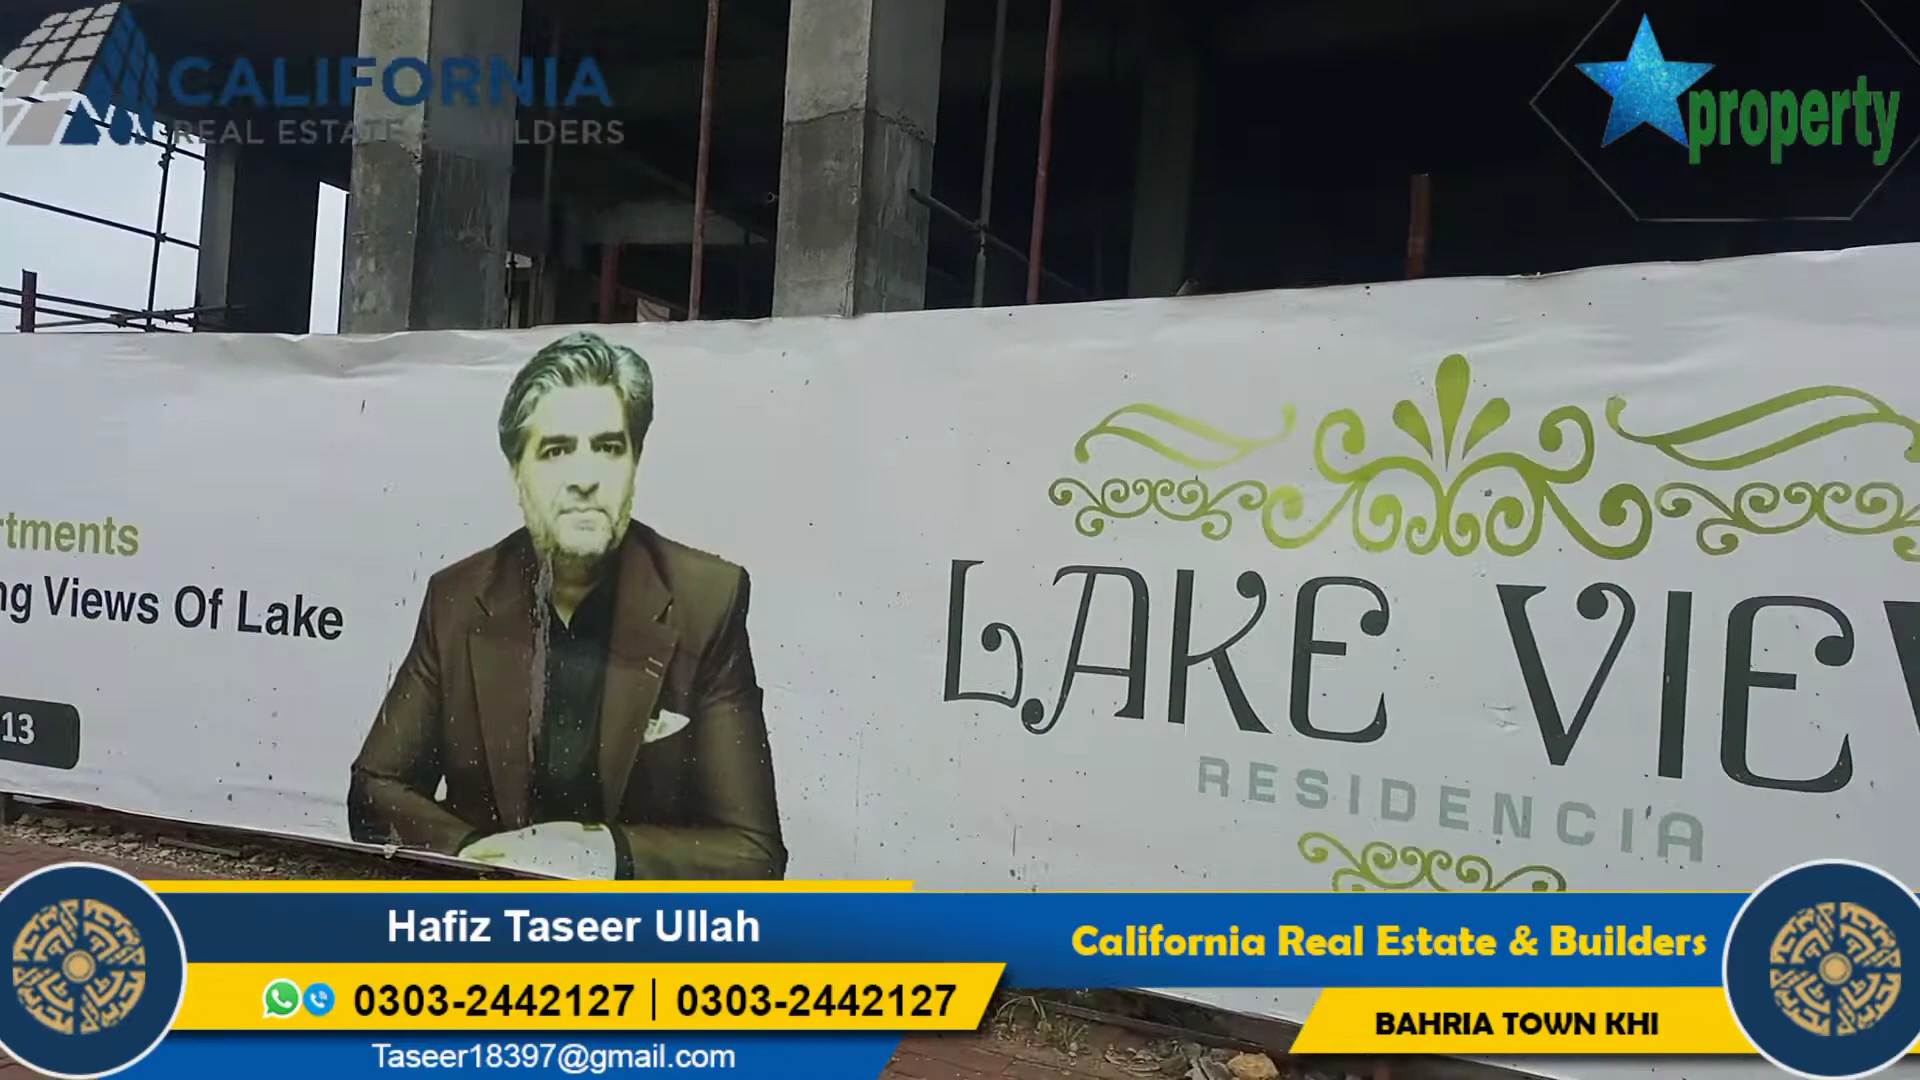 CALIFORNIA
REAL ESTATE & BUILDERS
property
rtments
ng Views Of Lake
13
LAKE VIEW
RESIDENCIA
Hafiz Taseer Ullah
0303-2442127 | 0303-2442127
Taseer18397@gmail.com
California Real Estate & Builders
BAHRIA TOWN KHI